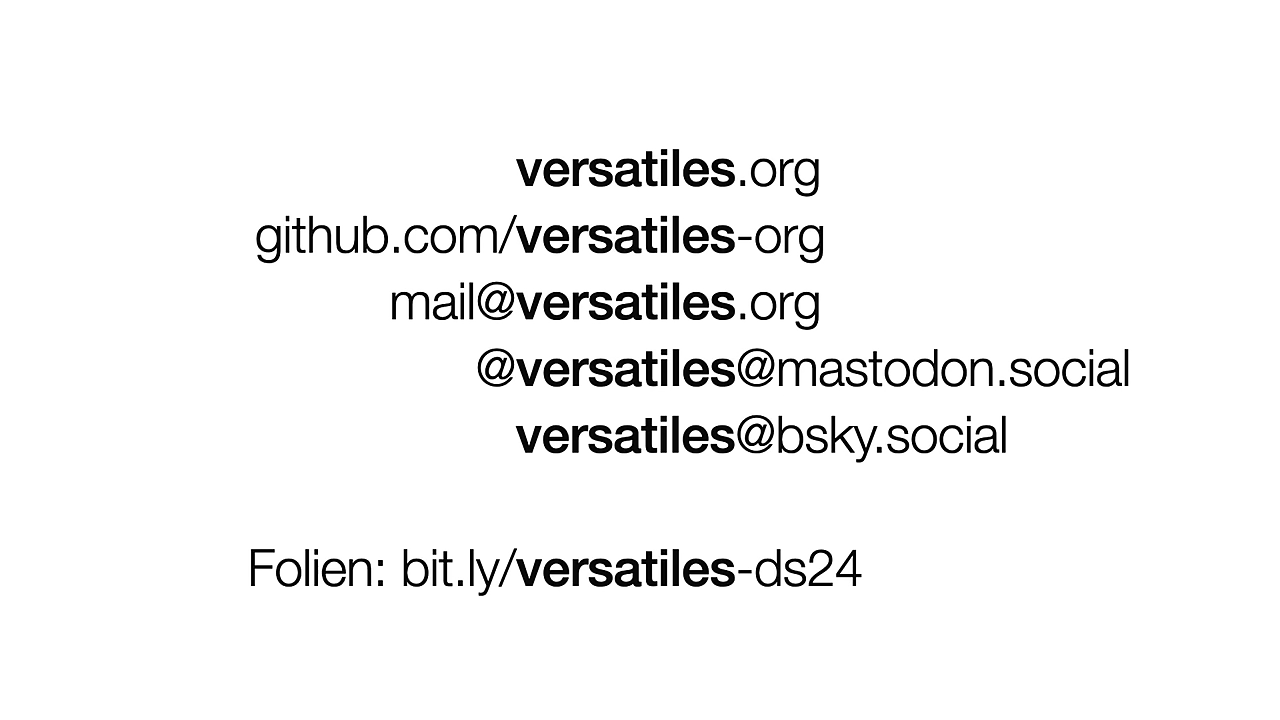 versatiles.org
github.com/versatiles-org
mail@versatiles.org
@versatiles@mastodon.social
versatiles@bsky.social
Folien: bit.ly/versatiles-ds24